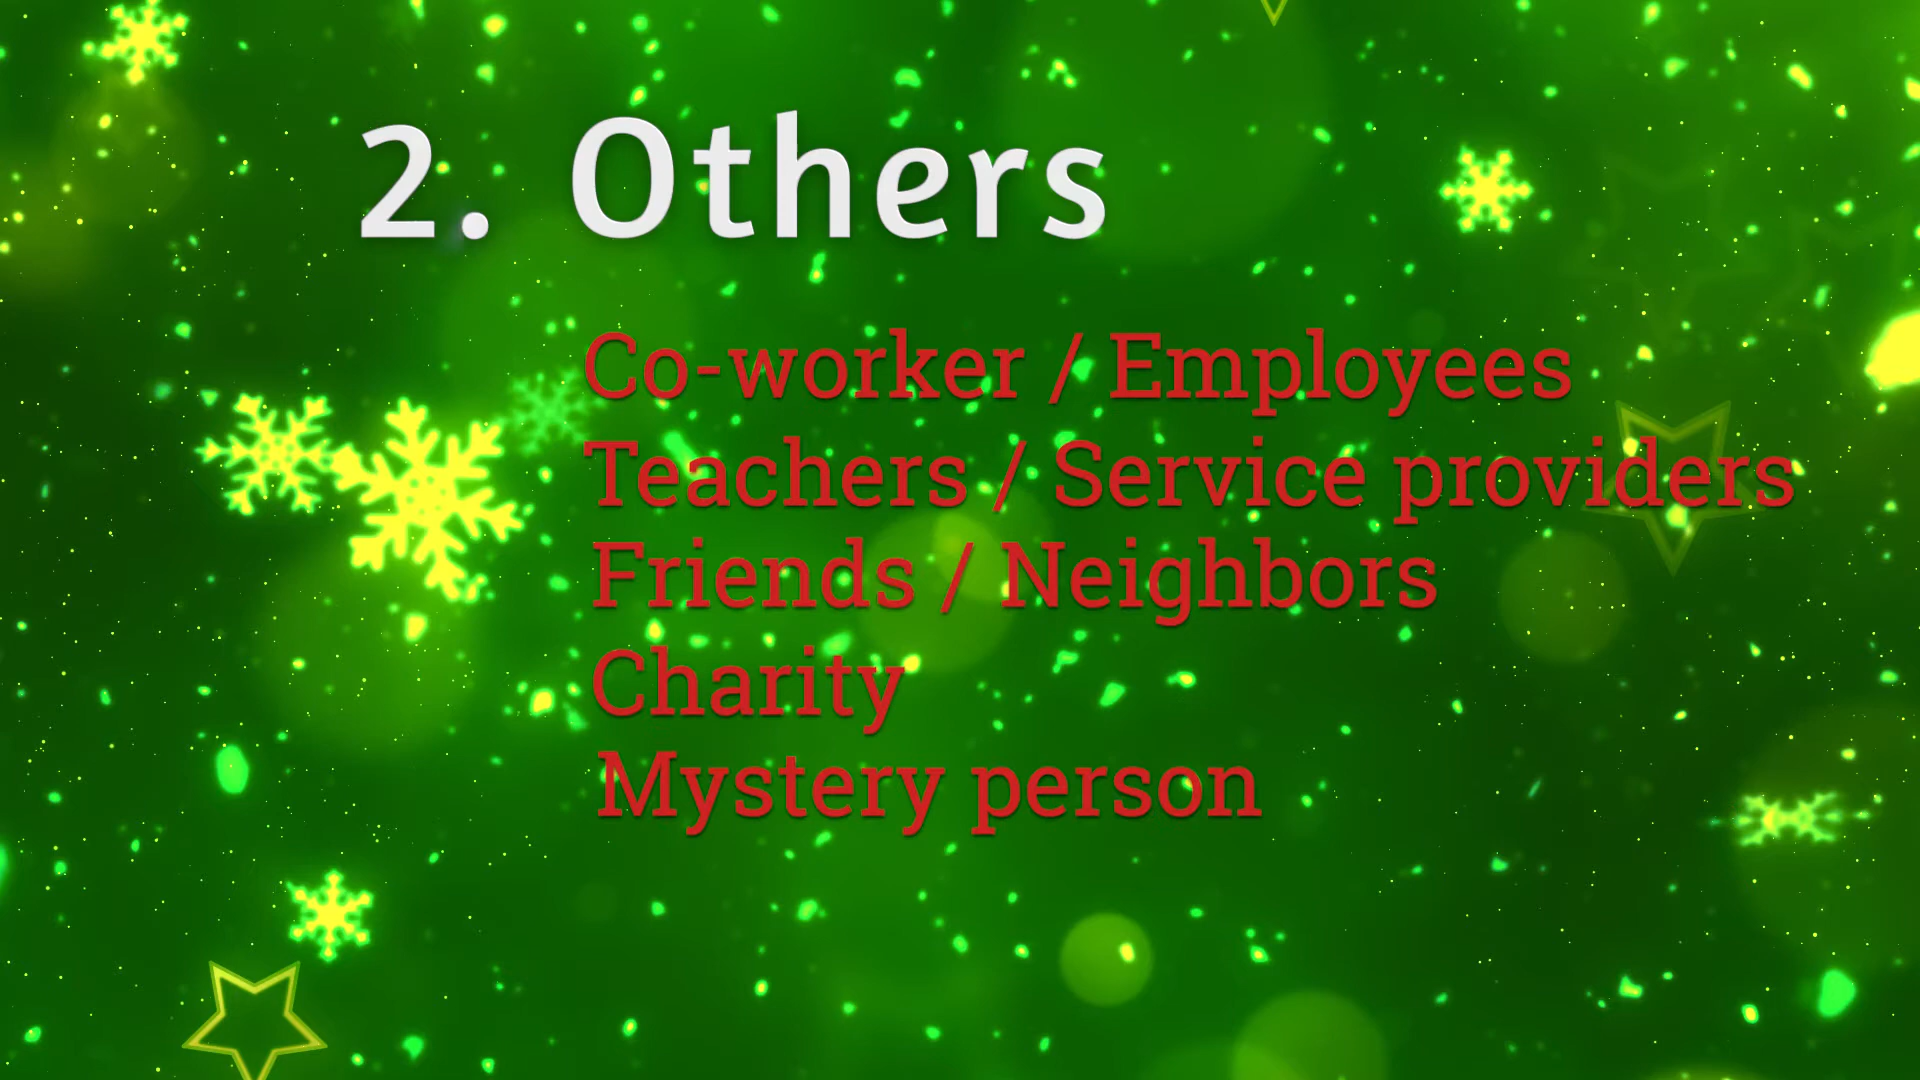 2. Others
Co-worker / Employees
Teachers / Service providers
Friends / Neighbors
Charity
Mystery person